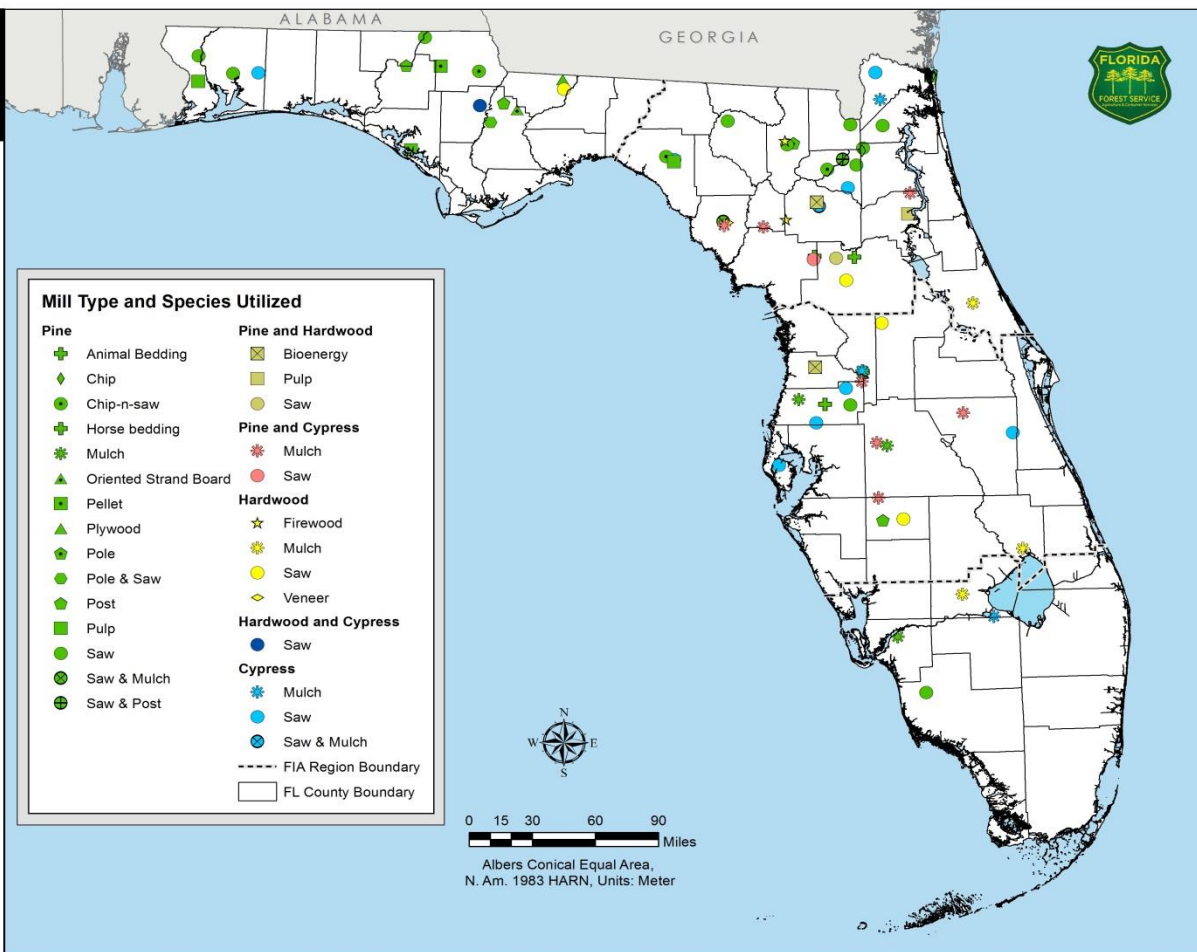 ALABAMA
GEORGIA
FLORIDA
FOREST SERVICE
Mill Type and Species Utilized
Pine
Animal Bedding
Chip
Chip-n-saw
Horse bedding
Mulch
Oriented Strand Board
Pellet
Plywood
Pole
Pole & Saw
Post
Pulp
Saw
Saw & Mulch
Saw & Post
Pine and Hardwood
Bioenergy
Pulp
Saw
Pine and Cypress
Mulch
Saw
Hardwood
Firewood
Mulch
Saw
Veneer
Hardwood and Cypress
Saw
Cypress
Mulch
Saw
Saw & Mulch
FIA Region Boundary
FL County Boundary
N
W E
S
0 15 30 60 90
Miles
Albers Conical Equal Area,
N. Am. 1983 HARN, Units: Meter